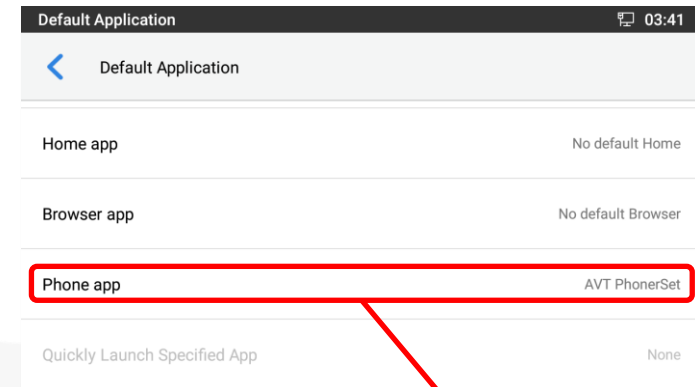 Default Application 03:41
Default Application
Home app No default Home
Browser app No default Browser
Phone app AVT PhonerSet
Quickly Launch Specified App None